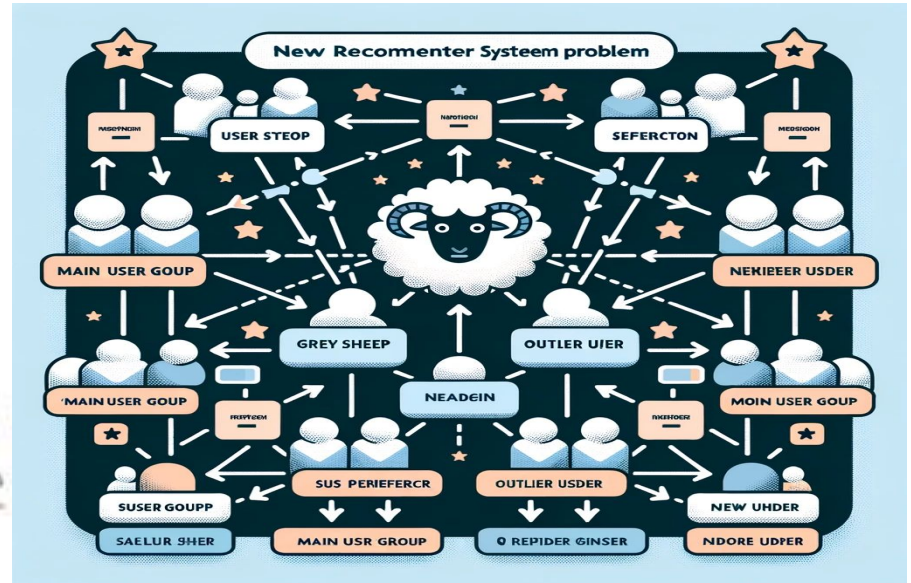 New Recomenter Systeem problem
USER STEOP
SEFERCTON
MAIN USER GOUP
NEKIEEER USDER
GREY SHEEP
OUTLER UIER
'MAIN USER GOUP
MOIN USER GOUP
NEADGIN
SUS PERIEFERCR
OUTLIER USDER
SUSER GOUPP
NEW UHDER
SAELUR SHER
MAIN USR GROUP
Q REPIDER GINSER
NDORE UDPER